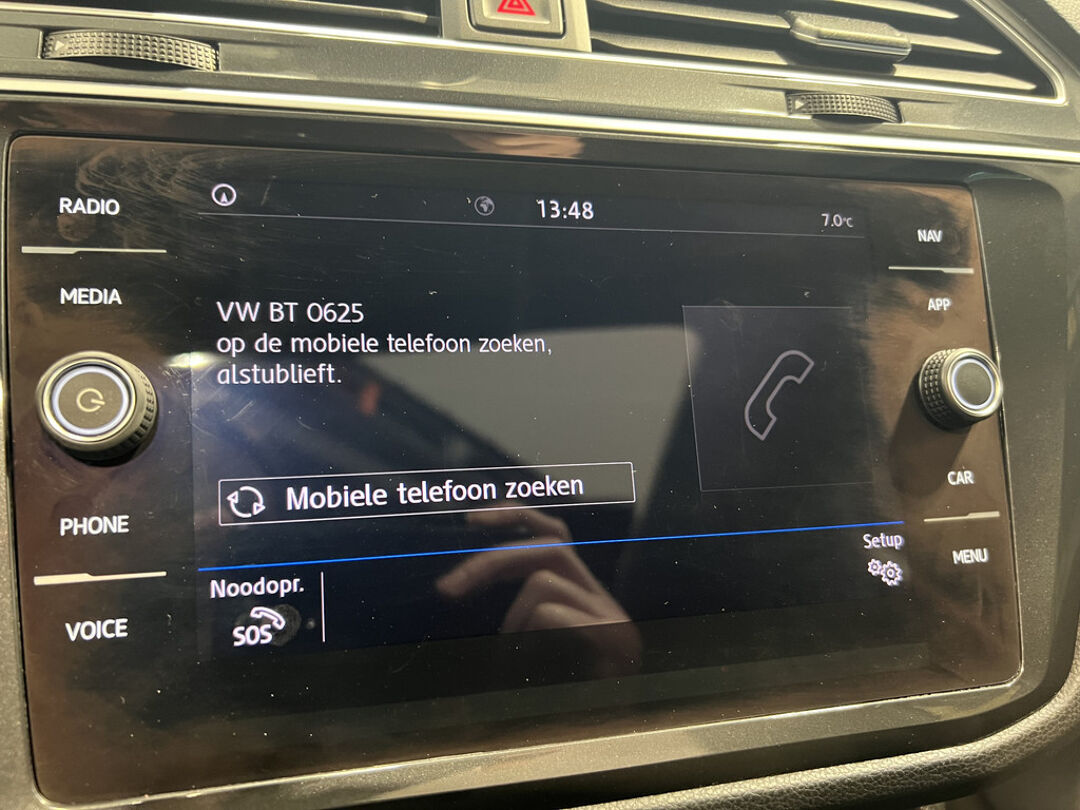 RADIO
MEDIA
PHONE
VOICE
13:48
7.0°C
VW BT 0625
op de mobiele telefoon zoeken,
alstublieft.
Mobiele telefoon zoeken
Noodopr.
SOS
Setup
NAV
APP
CAR
MENU